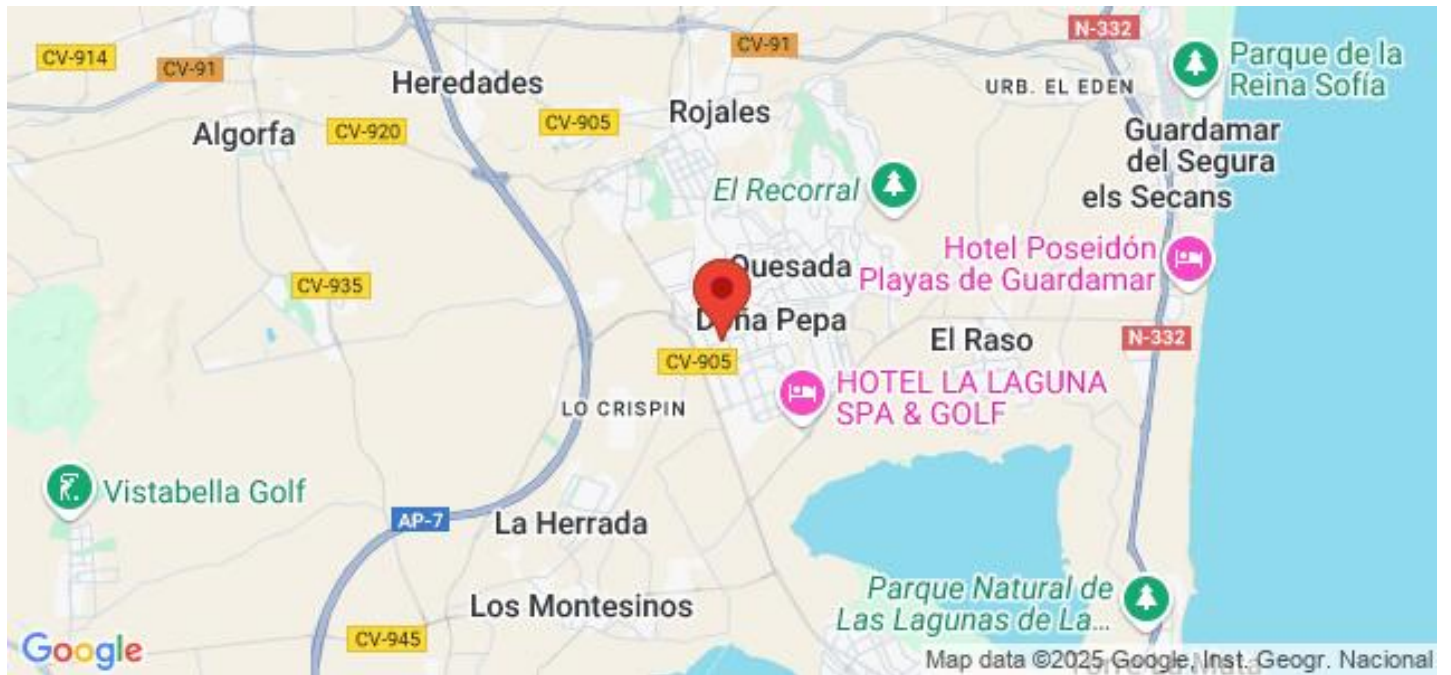 N-332
CV-914
CV-91
CV-91
Parque de la
Reina Sofía
Heredades
URB. EL EDEN
Rojales
CV-905
Algorfa
CV-920
Guardamar
del Segura
El Recorral
els Secans
Hotel Poseidón
Playas de Guardamar
Quesada
CV-935
Doña Pepa
El Raso
N-332
CV-905
HOTEL LA LAGUNA
SPA & GOLF
LO CRISPIN
Vistabella Golf
AP-7
La Herrada
Parque Natural de
Las Lagunas de La...
Los Montesinos
CV-945
Google
Map data ©2025 Google, Inst. Geogr. Nacional